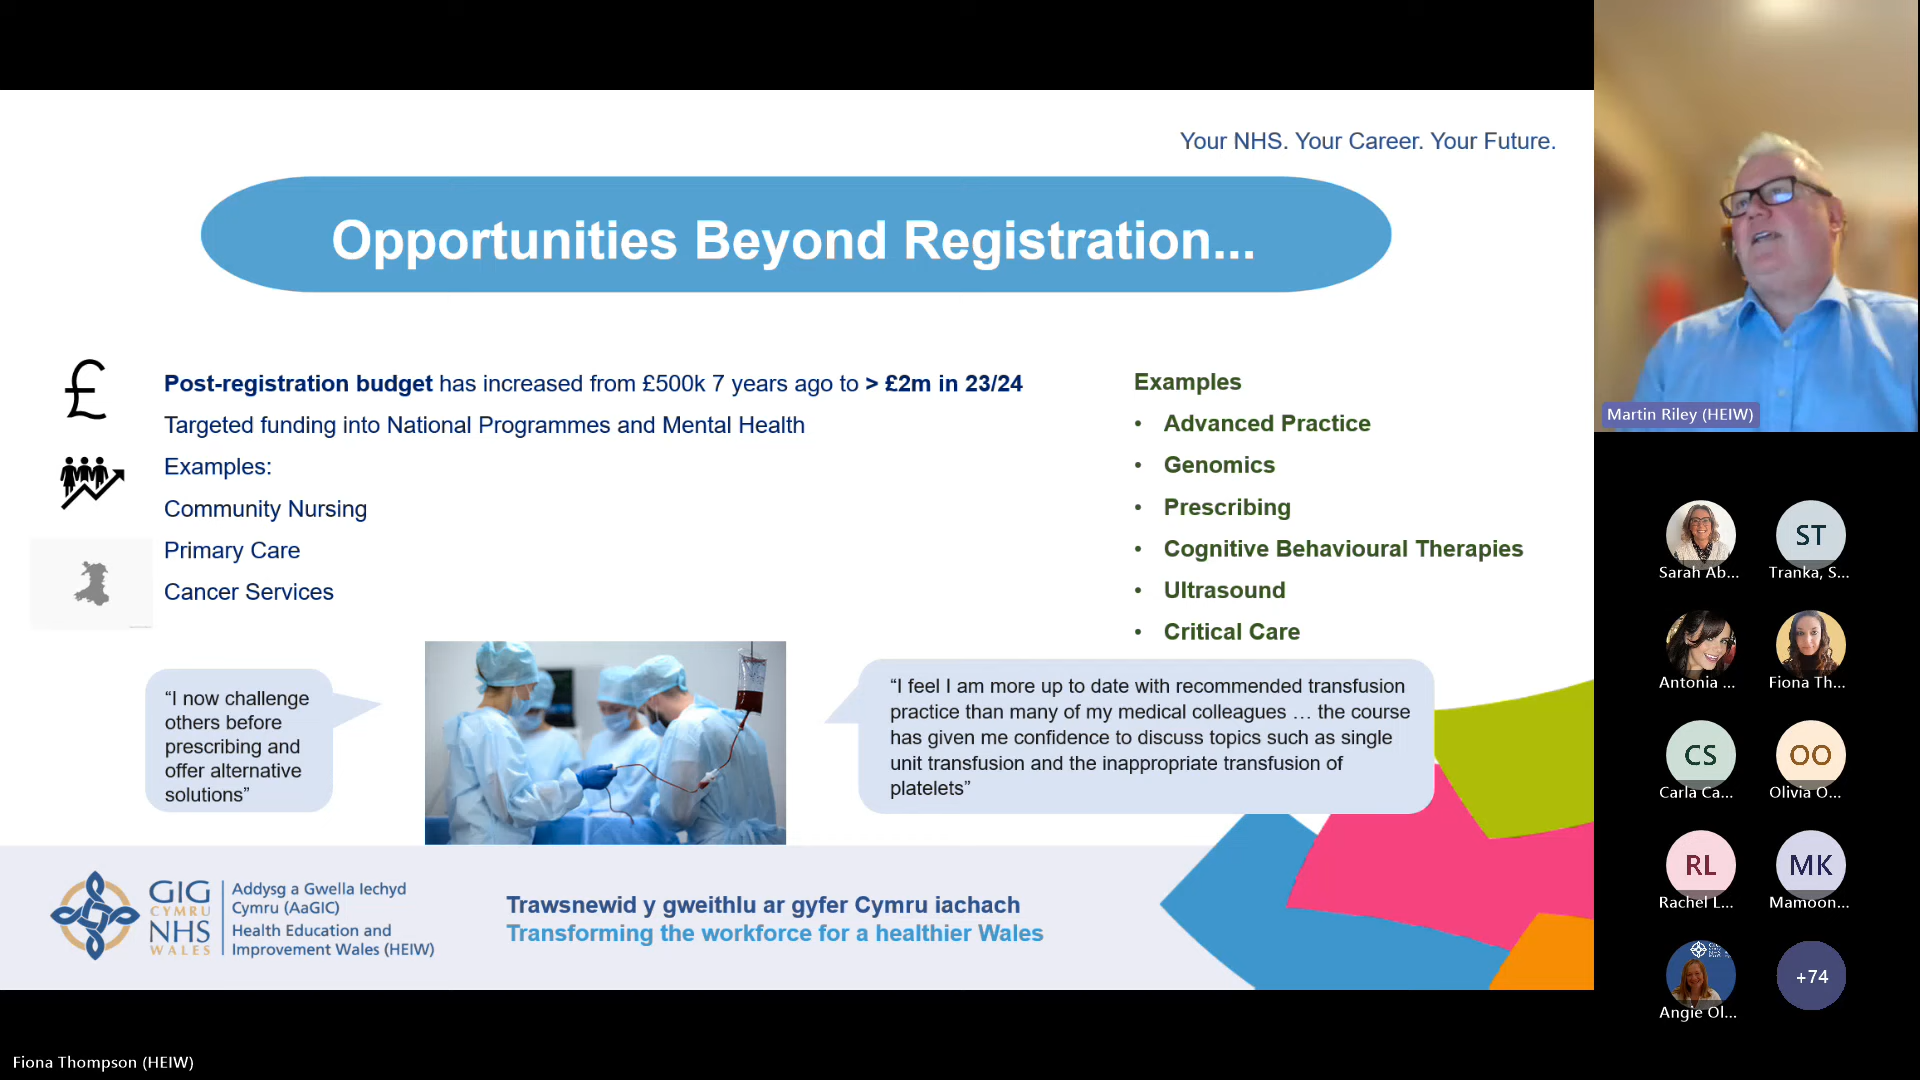 Your NHS. Your Career. Your Future.
Opportunities Beyond Registration...
Post-registration budget has increased from £500k 7 years ago to > £2m in 23/24
Targeted funding into National Programmes and Mental Health
Examples:
Community Nursing
Primary Care
Cancer Services
Examples
• Advanced Practice
• Genomics
• Prescribing
• Cognitive Behavioural Therapies
• Ultrasound
• Critical Care
“I now challenge
others before
prescribing and
offer alternative
solutions”
“I feel I am more up to date with recommended transfusion
practice than many of my medical colleagues … the course
has given me confidence to discuss topics such as single
unit transfusion and the inappropriate transfusion of
platelets”
GIG
CYMRU
NHS
WALES
Addysg a Gwella Iechyd
Cymru (AaGIC)
Health Education and
Improvement Wales (HEIW)
Trawsnewid y gweithlu ar gyfer Cymru iachach
Transforming the workforce for a healthier Wales
Martin Riley (HEIW)
Sarah Ab...
ST
Tranka, S...
Antonia ...
Fiona Th...
CS
Carla Ca...
OO
Olivia O...
RL
Rachel L...
MK
Mamoon...
Angie Ol...
+74
Fiona Thompson (HEIW)